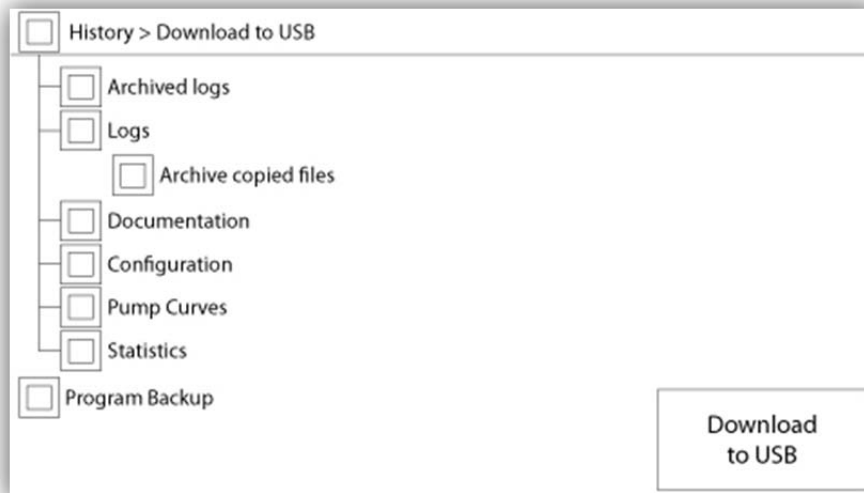 History > Download to USB
Archived logs
Logs
Archive copied files
Documentation
Configuration
Pump Curves
Statistics
Program Backup
Download
to USB